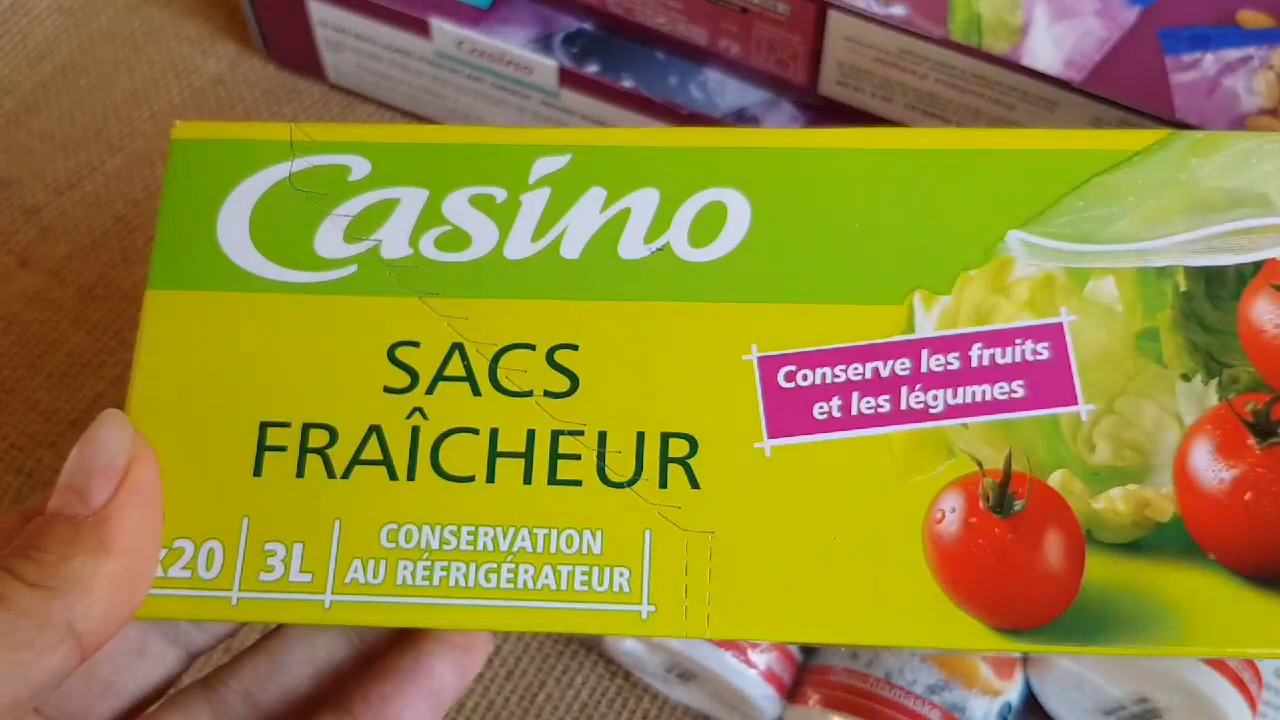 Casino
Casino
SACS
FRAÎCHEUR
Conserve les fruits
et les légumes
x20
3L
CONSERVATION
AU RÉFRIGÉRATEUR